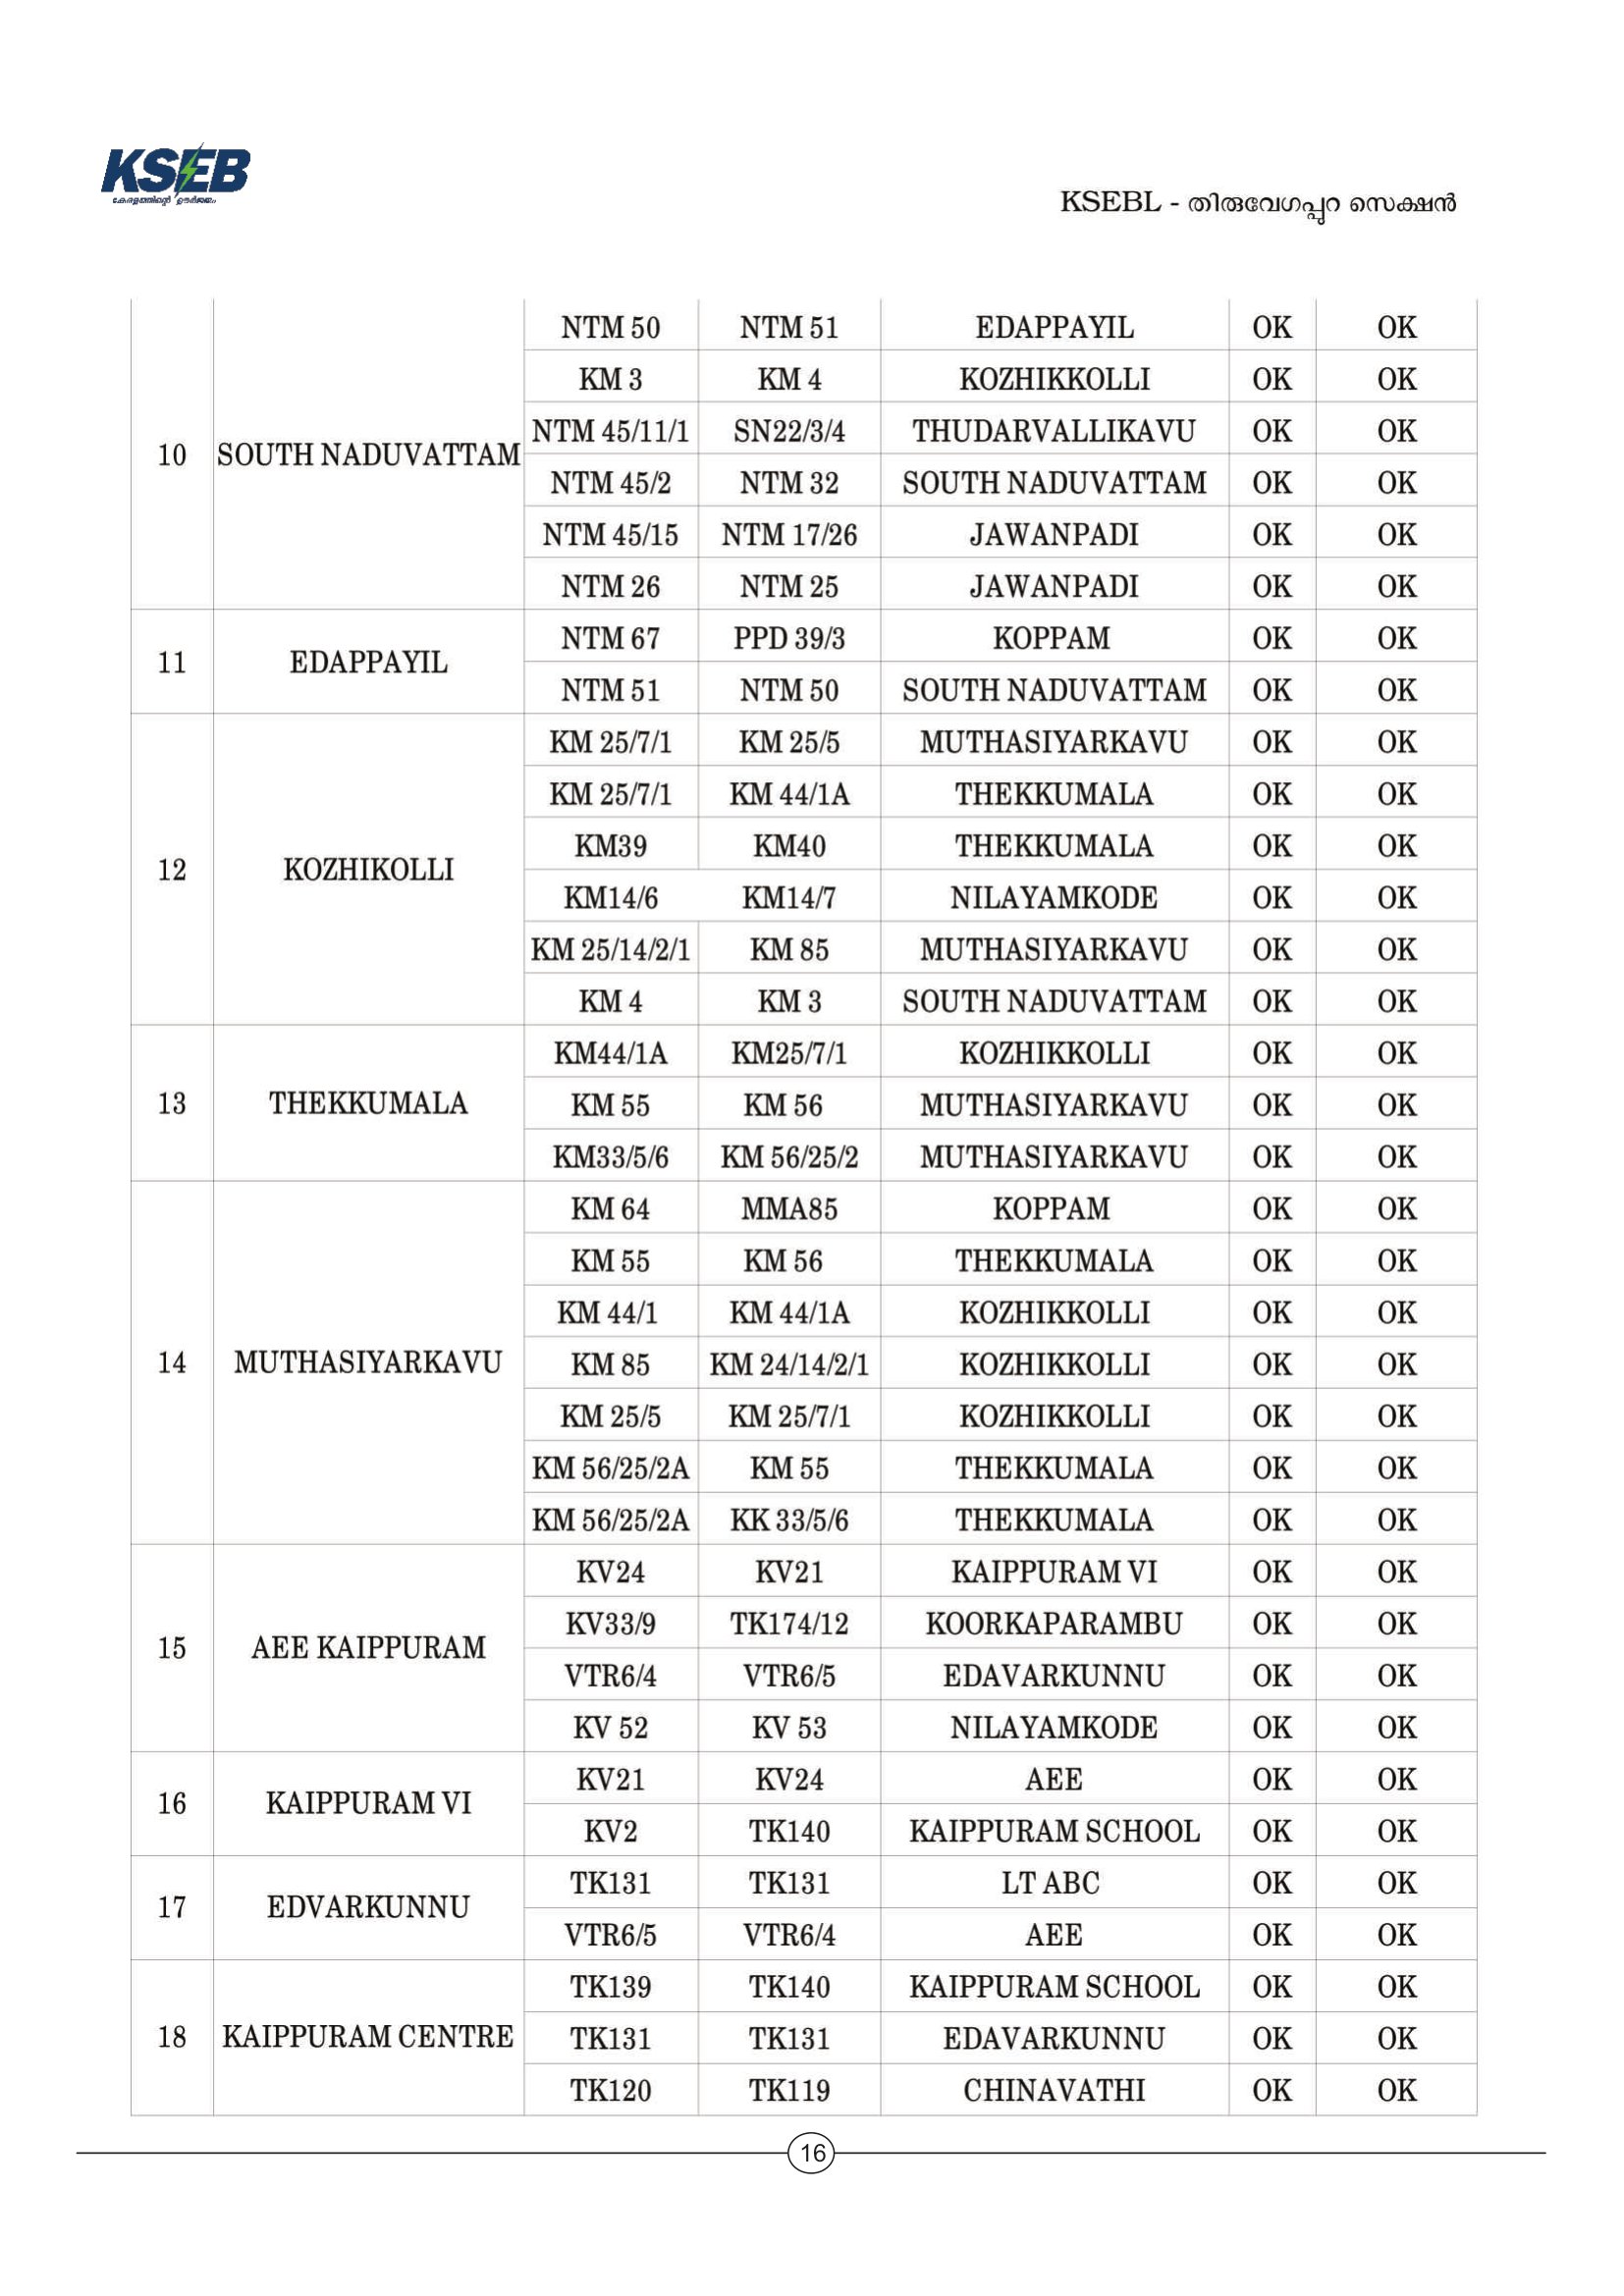 KSEB
കേരളത്തിന്റെ ഊർജ്ജം
KSEBL - തിരുവേഗപ്പുറ സെക്ഷൻ
NTM 50 NTM 51 EDAPPAYIL OK OK
KM 3 KM 4 KOZHIKKOLLI OK OK
NTM 45/11/1 SN22/3/4 THUDARVALLIKAVU OK OK
10 SOUTH NADUVATTAM
NTM 45/2 NTM 32 SOUTH NADUVATTAM OK OK
NTM 45/15 NTM 17/26 JAWANPADI OK OK
NTM 26 NTM 25 JAWANPADI OK OK
NTM 67 PPD 39/3 KOPPAM OK OK
11 EDAPPAYIL
NTM 51 NTM 50 SOUTH NADUVATTAM OK OK
KM 25/7/1 KM 25/5 MUTHASIYARKAVU OK OK
KM 25/7/1 KM 44/1A THEKKUMALA OK OK
KM39 KM40 THEKKUMALA OK OK
12 KOZHIKOLLI
KM14/6 KM14/7 NILAYAMKODE OK OK
KM 25/14/2/1 KM 85 MUTHASIYARKAVU OK OK
KM 4 KM 3 SOUTH NADUVATTAM OK OK
KM44/1A KM25/7/1 KOZHIKKOLLI OK OK
13 THEKKUMALA KM 55 KM 56 MUTHASIYARKAVU OK OK
KM33/5/6 KM 56/25/2 MUTHASIYARKAVU OK OK
KM 64 MMA85 KOPPAM OK OK
KM 55 KM 56 THEKKUMALA OK OK
KM 44/1 KM 44/1A KOZHIKKOLLI OK OK
14 MUTHASIYARKAVU KM 85 KM 24/14/2/1 KOZHIKKOLLI OK OK
KM 25/5 KM 25/7/1 KOZHIKKOLLI OK OK
KM 56/25/2A KM 55 THEKKUMALA OK OK
KM 56/25/2A KK 33/5/6 THEKKUMALA OK OK
KV24 KV21 KAIPPURAM VI OK OK
KV33/9 TK174/12 KOORKAPARAMBU OK OK
15 AEE KAIPPURAM
VTR6/4 VTR6/5 EDAVARKUNNU OK OK
KV 52 KV 53 NILAYAMKODE OK OK
KV21 KV24 AEE OK OK
16 KAIPPURAM VI
KV2 TK140 KAIPPURAM SCHOOL OK OK
TK131 TK131 LT ABC OK OK
17 EDVARKUNNU
VTR6/5 VTR6/4 AEE OK OK
TK139 TK140 KAIPPURAM SCHOOL OK OK
18 KAIPPURAM CENTRE TK131 TK131 EDAVARKUNNU OK OK
TK120 TK119 CHINAVATHI OK OK
16